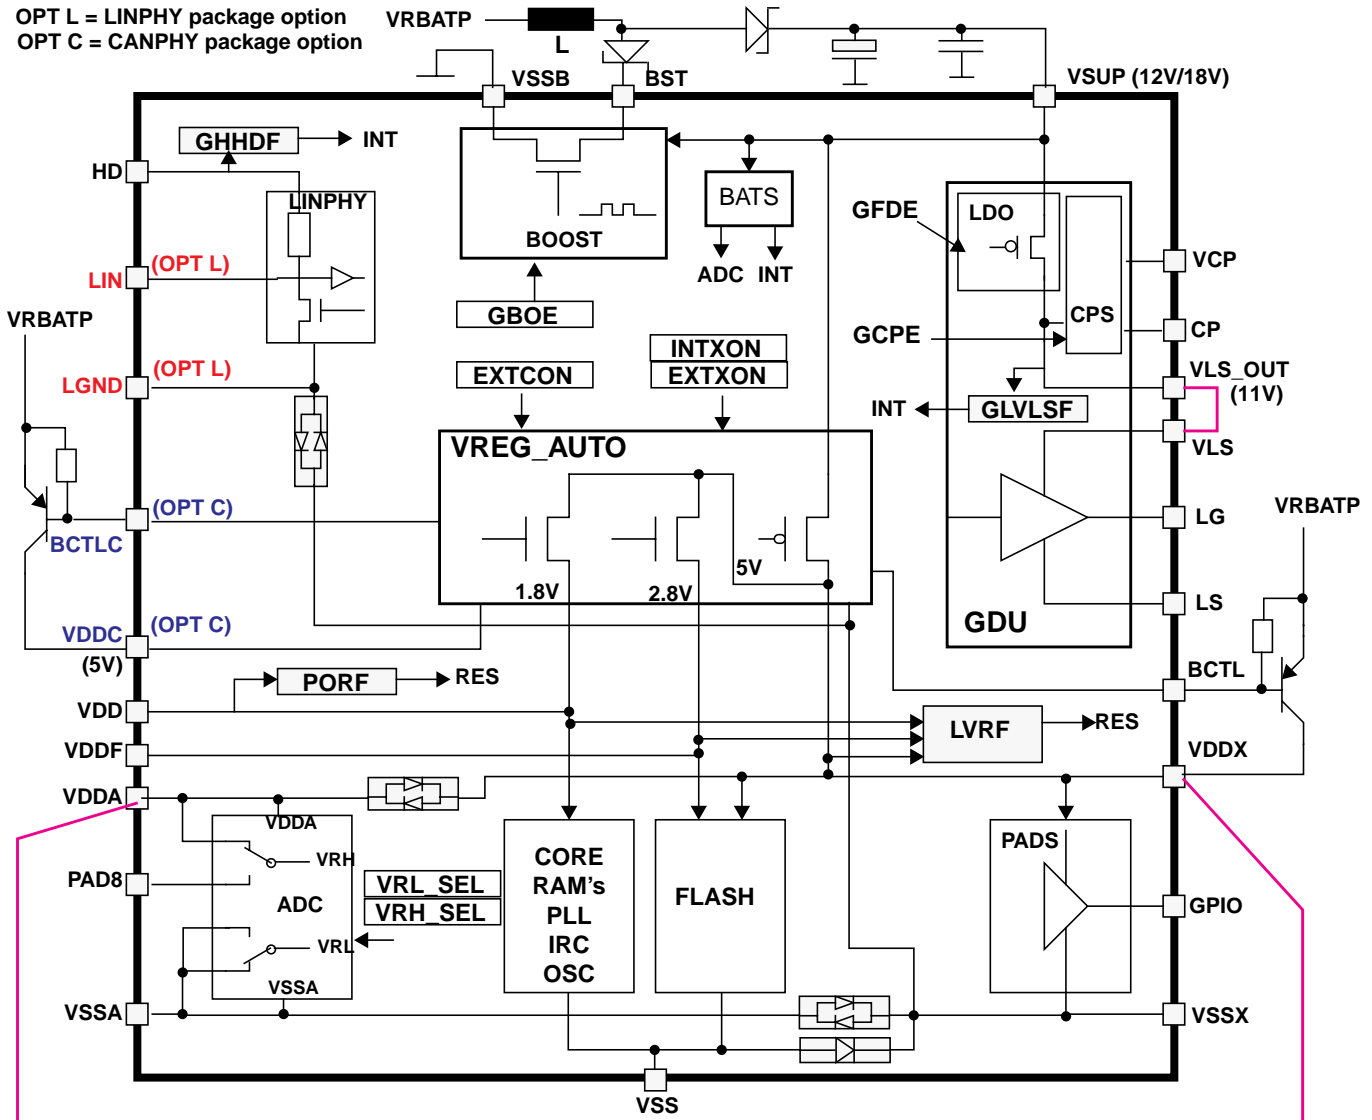 OPT L = LINPHY package option
OPT C = CANPHY package option
VRBATP
L
VSSB
BST
VSUP (12V/18V)
GHHDF
INT
HD
LINPHY
BOOST
BATS
ADC
INT
GFDE
LDO
CPS
GCPE
VCP
CP
LIN
(OPT L)
GBOE
VRBATP
INTXON
EXTXON
EXTCON
LGND
(OPT L)
VLS_OUT
(11V)
INT
GLVLSF
VLS
VREG_AUTO
(OPT C)
BCTLC
1.8V
2.8V
5V
LG
VRBATP
LS
GDU
VDDC
(5V)
(OPT C)
BCTL
PORF
RES
VDD
LVRF
RES
VDDF
VDDX
VDDA
VDDA
VRH
PAD8
ADC
VRL
VSSA
VRL_SEL
VRH_SEL
CORE
RAM's
PLL
IRC
OSC
FLASH
PADS
GPIO
VSSA
VSSX
VSS